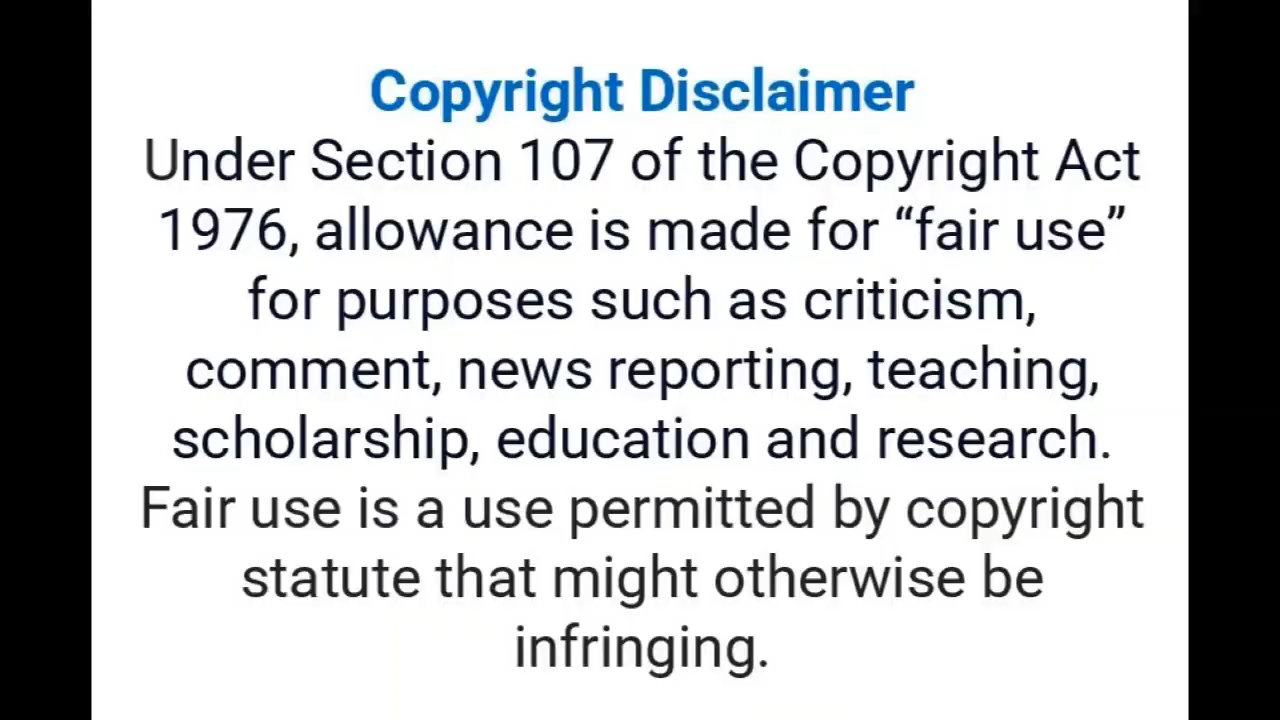 Copyright Disclaimer
Under Section 107 of the Copyright Act
1976, allowance is made for “fair use”
for purposes such as criticism,
comment, news reporting, teaching,
scholarship, education and research.
Fair use is a use permitted by copyright
statute that might otherwise be
infringing.